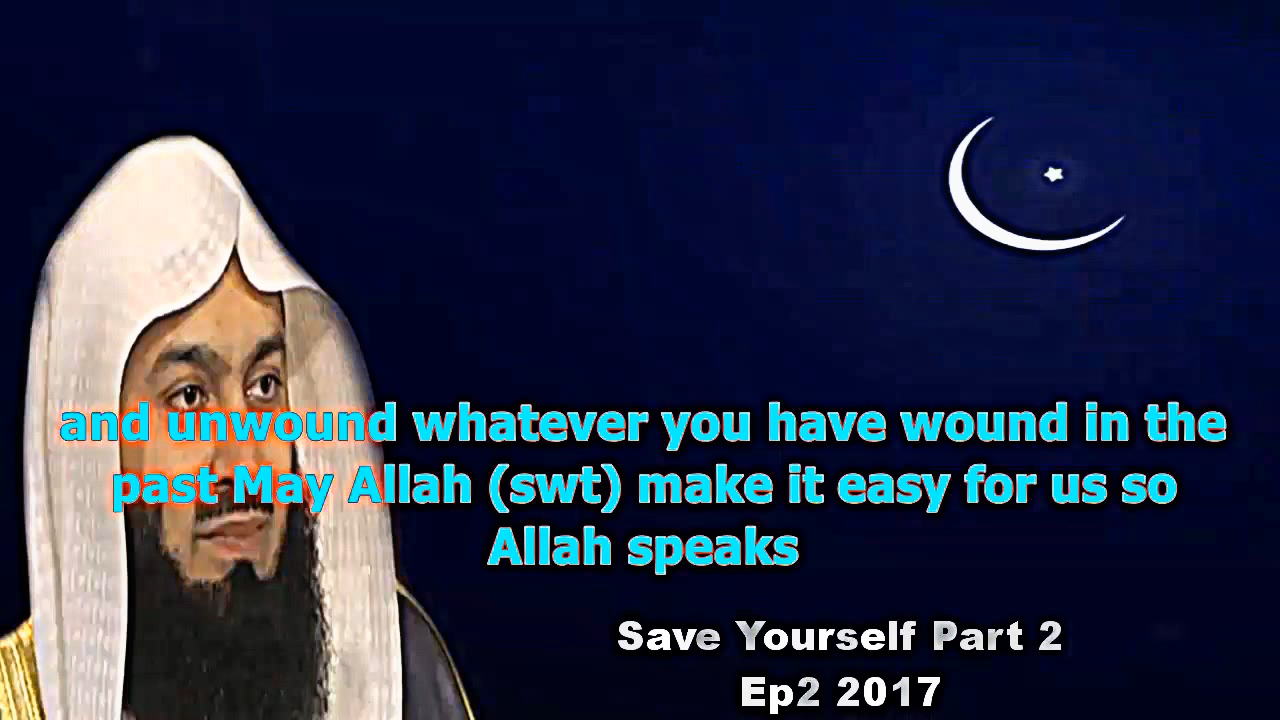 and unwound whatever you have wound in the
past May Allah (swt) make it easy for us so
Allah speaks
Save Yourself Part 2
Ep2 2017